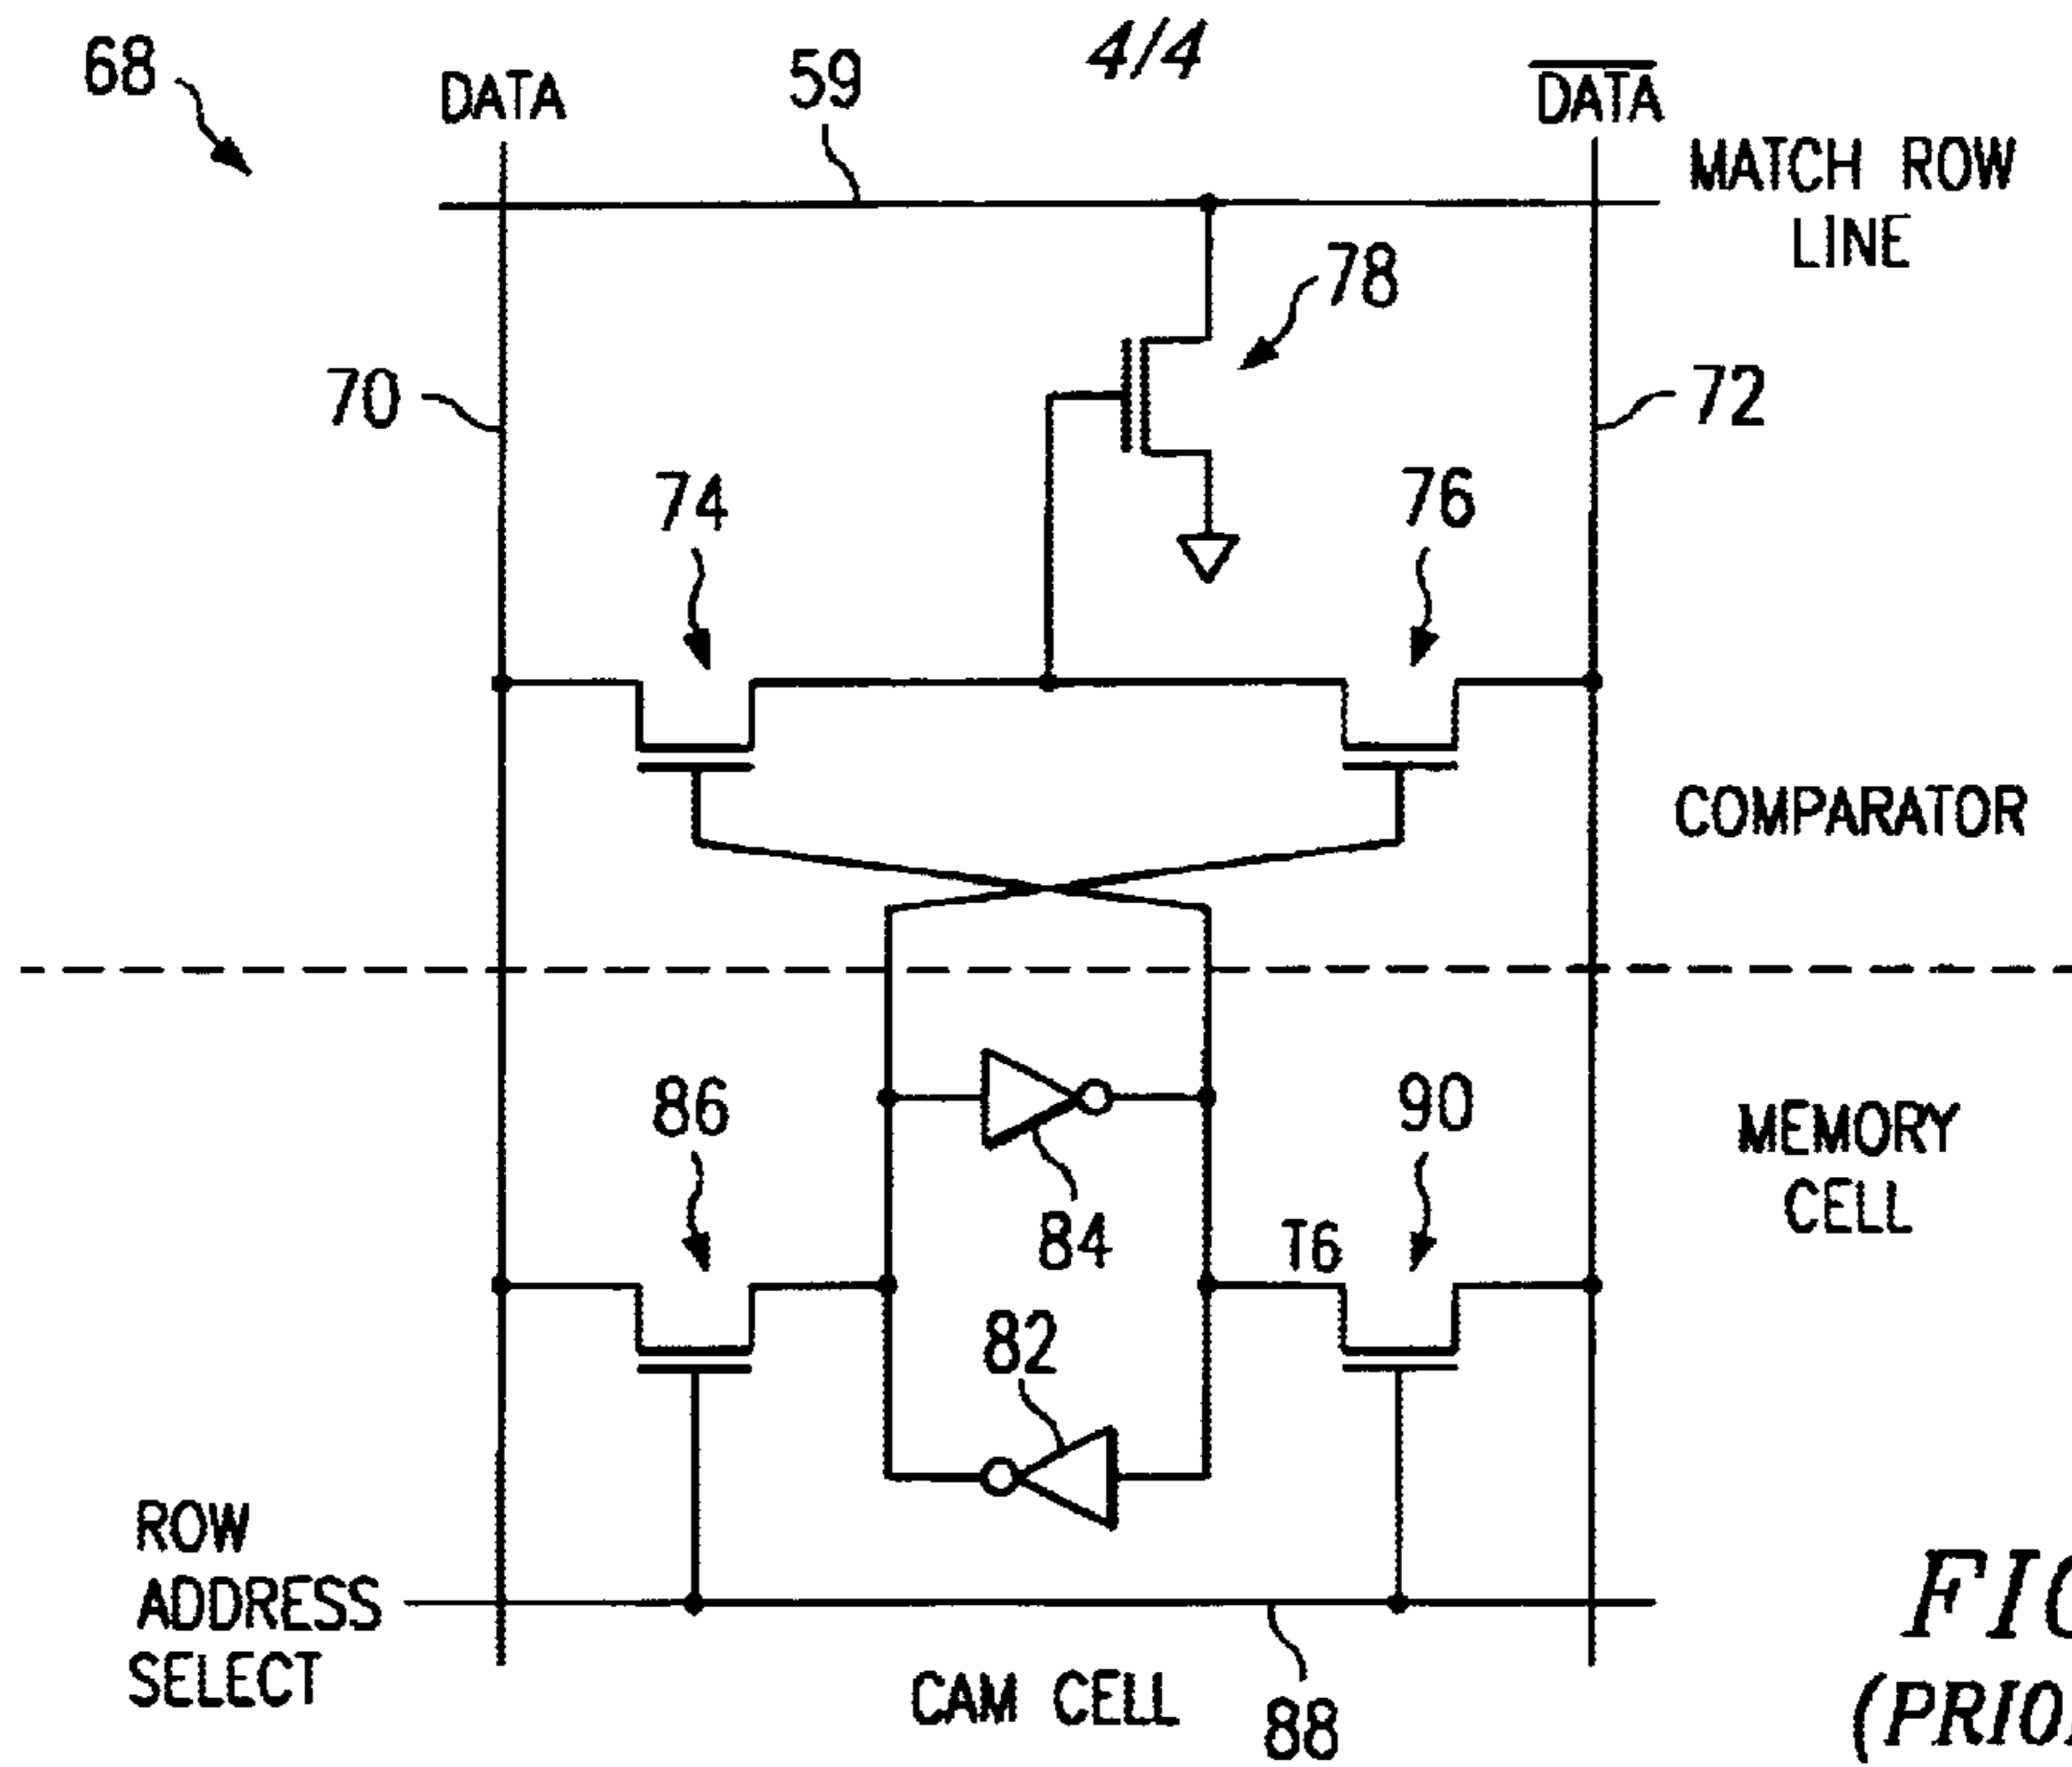 4/4
68
DATA
59
DATA
MATCH ROW
LINE
78
70
72
74
76
COMPARATOR
86
90
MEMORY
CELL
84
T6
82
ROW
ADDRESS
SELECT
CAM CELL
88